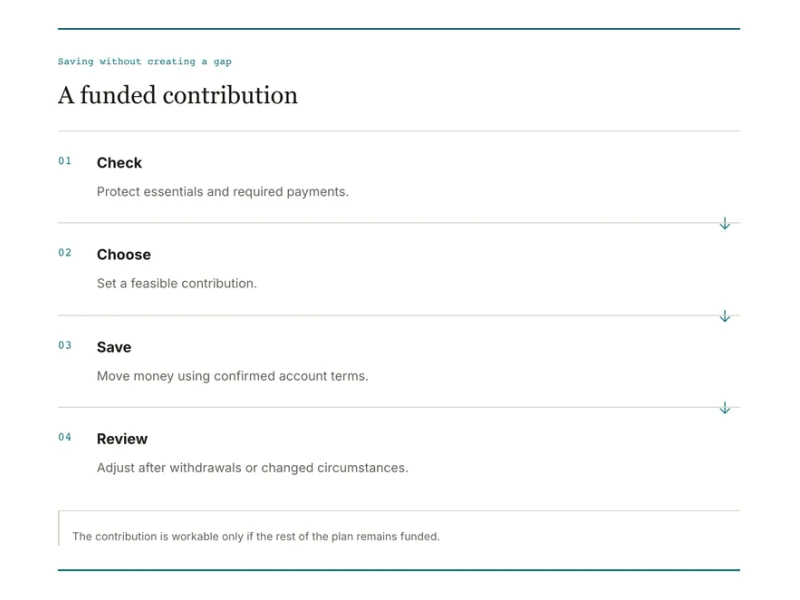 Saving without creating a gap
A funded contribution
01
Check
Protect essentials and required payments.
02
Choose
Set a feasible contribution.
03
Save
Move money using confirmed account terms.
04
Review
Adjust after withdrawals or changed circumstances.
The contribution is workable only if the rest of the plan remains funded.